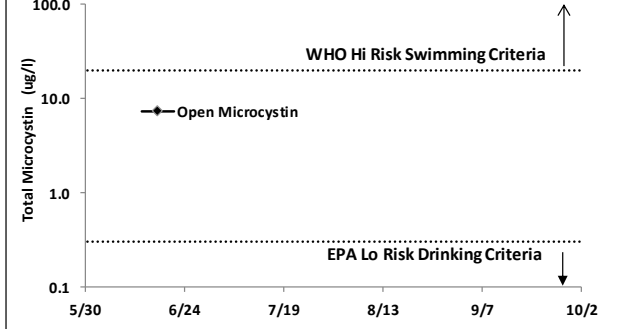 100.0
WHO Hi Risk Swimming Criteria
10.0
Open Microcystin
Total Microcystin (ug/l)
1.0
EPA Lo Risk Drinking Criteria
0.1
5/30 6/24 7/19 8/13 9/7 10/2